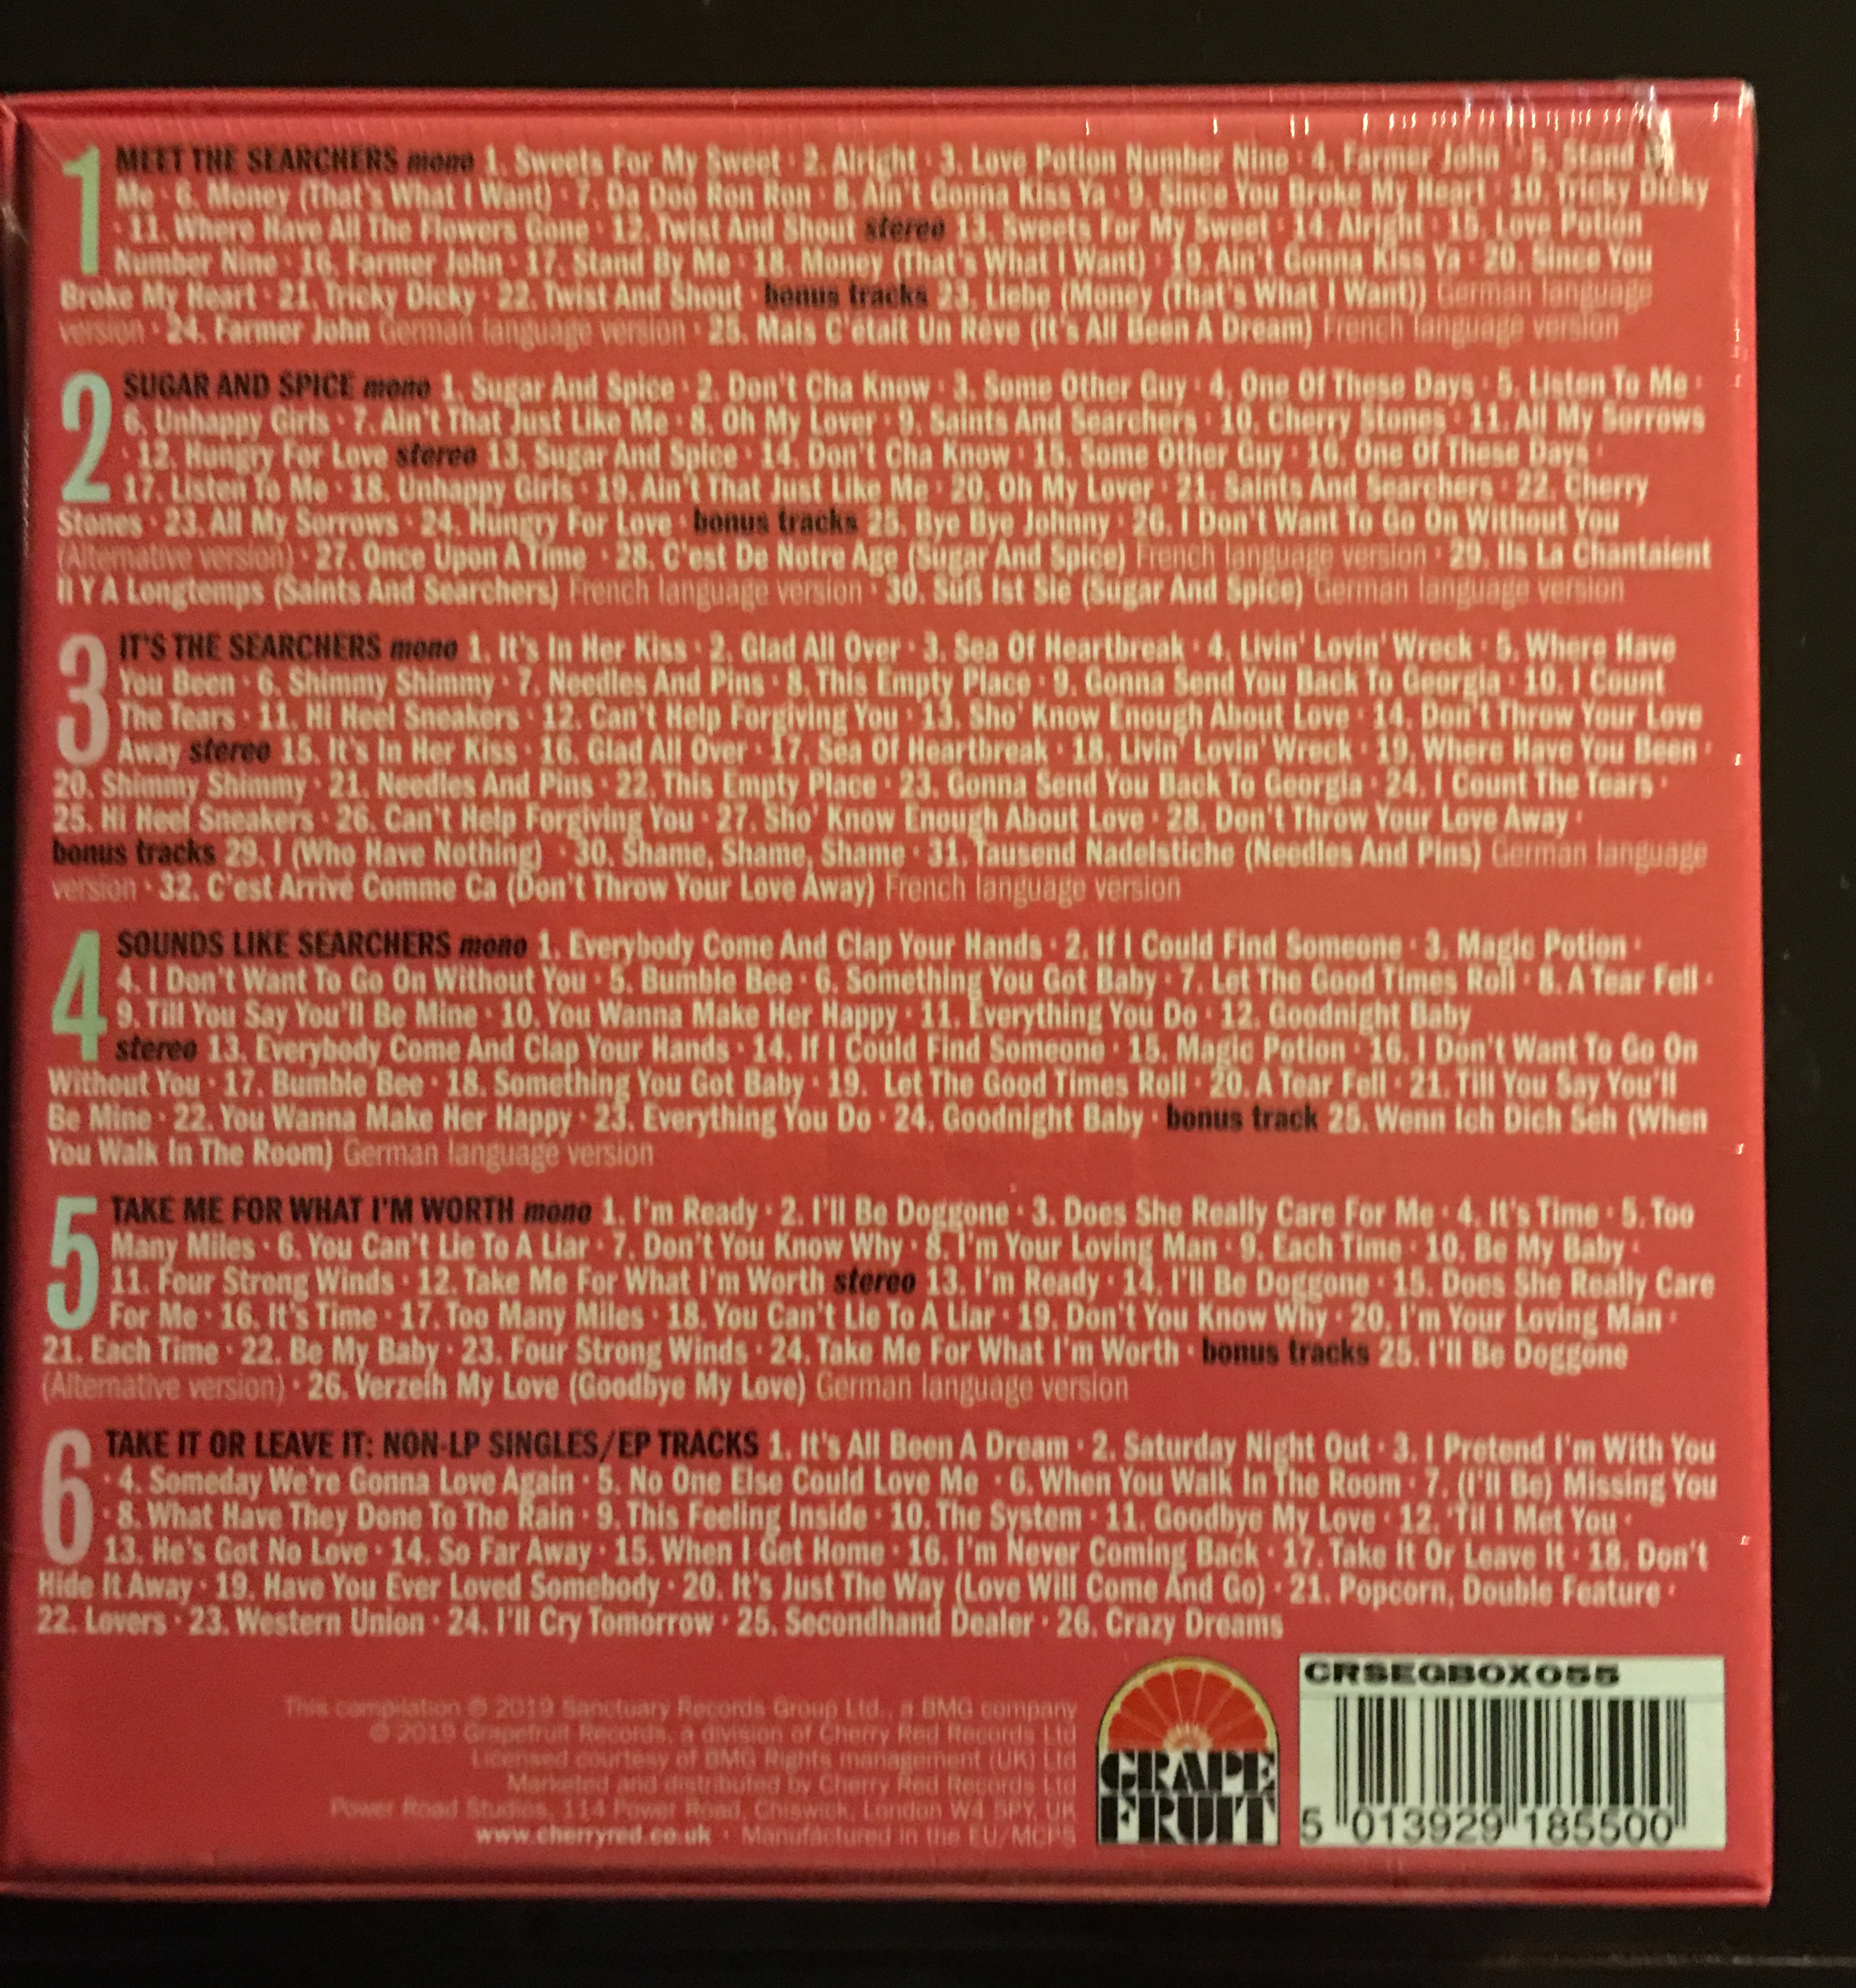 1 MEET THE SEARCHERS mono 1. Sweets For My Sweet · 2. Alright · 3. Love Potion Number Nine · 4. Farmer John · 5. Stand
Me · 6. Money (That's What I Want) · 7. Da Doo Ron Ron · 8. Ain't Gonna Kiss Ya · 9. Since You Broke My Heart · 10. Tricky Dicky
· 11. Where Have All The Flowers Gone · 12. Twist And Shout stereo 13. Sweets For My Sweet · 14. Alright · 15. Love Potion
Number Nine · 16. Farmer John · 17. Stand By Me · 18. Money (That's What I Want) · 19. Ain't Gonna Kiss Ya · 20. Since You
Broke My Heart · 21. Tricky Dicky · 22. Twist And Shout · bonus tracks 23. Liebe (Money (That's What I Want)) German language
version · 24. Farmer John German language version · 25. Mais C'etait Un Reve (It's All Been A Dream) French language version
2 SUGAR AND SPICE mono 1. Sugar And Spice · 2. Don't Cha Know · 3. Some Other Guy · 4. One Of These Days · 5. Listen To Me ·
6. Unhappy Girls · 7. Ain't That Just Like Me · 8. Oh My Lover · 9. Saints And Searchers · 10. Cherry Stones · 11. All My Sorrows
· 12. Hungry For Love stereo 13. Sugar And Spice · 14. Don't Cha Know · 15. Some Other Guy · 16. One Of These Days ·
17. Listen To Me · 18. Unhappy Girls · 19. Ain't That Just Like Me · 20. Oh My Lover · 21. Saints And Searchers · 22. Cherry
Stones · 23. All My Sorrows · 24. Hungry For Love · bonus tracks 25. Bye Bye Johnny · 26. I Don't Want To Go On Without You
(Alternative version) · 27. Once Upon A Time · 28. C'est De Notre Age (Sugar And Spice) French language version · 29. Ils La Chantaient
Il Y A Longtemps (Saints And Searchers) French language version · 30. Süß Ist Sie (Sugar And Spice) German language version
3 IT'S THE SEARCHERS mono 1. It's In Her Kiss · 2. Glad All Over · 3. Sea Of Heartbreak · 4. Livin' Lovin' Wreck · 5. Where Have
You Been · 6. Shimmy Shimmy · 7. Needles And Pins · 8. This Empty Place · 9. Gonna Send You Back To Georgia · 10. I Count
The Tears · 11. Hi Heel Sneakers · 12. Can't Help Forgiving You · 13. Sho' Know Enough About Love · 14. Don't Throw Your Love
Away stereo 15. It's In Her Kiss · 16. Glad All Over · 17. Sea Of Heartbreak · 18. Livin' Lovin' Wreck · 19. Where Have You Been ·
20. Shimmy Shimmy · 21. Needles And Pins · 22. This Empty Place · 23. Gonna Send You Back To Georgia · 24. I Count The Tears ·
25. Hi Heel Sneakers · 26. Can't Help Forgiving You · 27. Sho' Know Enough About Love · 28. Don't Throw Your Love Away ·
bonus tracks 29. I (Who Have Nothing) · 30. Shame, Shame, Shame · 31. Tausend Nadelstiche (Needles And Pins) German language
version · 32. C'est Arrivé Comme Ca (Don't Throw Your Love Away) French language version
4 SOUNDS LIKE SEARCHERS mono 1. Everybody Come And Clap Your Hands · 2. If I Could Find Someone · 3. Magic Potion ·
4. I Don't Want To Go On Without You · 5. Bumble Bee · 6. Something You Got Baby · 7. Let The Good Times Roll · 8. A Tear Fell ·
9. Till You Say You'll Be Mine · 10. You Wanna Make Her Happy · 11. Everything You Do · 12. Goodnight Baby
stereo 13. Everybody Come And Clap Your Hands · 14. If I Could Find Someone · 15. Magic Potion · 16. I Don't Want To Go On
Without You · 17. Bumble Bee · 18. Something You Got Baby · 19. Let The Good Times Roll · 20. A Tear Fell · 21. Till You Say You'll
Be Mine · 22. You Wanna Make Her Happy · 23. Everything You Do · 24. Goodnight Baby · bonus track 25. Wenn Ich Dich Seh (When
You Walk In The Room) German language version
5 TAKE ME FOR WHAT I'M WORTH mono 1. I'm Ready · 2. I'll Be Doggone · 3. Does She Really Care For Me · 4. It's Time · 5. Too
Many Miles · 6. You Can't Lie To A Liar · 7. Don't You Know Why · 8. I'm Your Loving Man · 9. Each Time · 10. Be My Baby ·
11. Four Strong Winds · 12. Take Me For What I'm Worth stereo 13. I'm Ready · 14. I'll Be Doggone · 15. Does She Really Care
For Me · 16. It's Time · 17. Too Many Miles · 18. You Can't Lie To A Liar · 19. Don't You Know Why · 20. I'm Your Loving Man ·
21. Each Time · 22. Be My Baby · 23. Four Strong Winds · 24. Take Me For What I'm Worth · bonus tracks 25. I'll Be Doggone
(Alternative version) · 26. Verzeih My Love (Goodbye My Love) German language version
6 TAKE IT OR LEAVE IT: NON-LP SINGLES/EP TRACKS 1. It's All Been A Dream · 2. Saturday Night Out · 3. I Pretend I'm With You
· 4. Someday We're Gonna Love Again · 5. No One Else Could Love Me · 6. When You Walk In The Room · 7. (I'll Be) Missing You
· 8. What Have They Done To The Rain · 9. This Feeling Inside · 10. The System · 11. Goodbye My Love · 12. 'Til I Met You ·
13. He's Got No Love · 14. So Far Away · 15. When I Get Home · 16. I'm Never Coming Back · 17. Take It Or Leave It · 18. Don't
Hide It Away · 19. Have You Ever Loved Somebody · 20. It's Just The Way (Love Will Come And Go) · 21. Popcorn, Double Feature ·
22. Lovers · 23. Western Union · 24. I'll Cry Tomorrow · 25. Secondhand Dealer · 26. Crazy Dreams
This compilation ℗ 2019 Sanctuary Records Group Ltd., a BMG company
© 2019 Grapefruit Records, a division of Cherry Red Records Ltd
Licensed courtesy of BMG Rights management (UK) Ltd
Marketed and distributed by Cherry Red Records Ltd
Power Road Studios, 114 Power Road, Chiswick, London W4 5PY, UK
www.cherryred.co.uk · Manufactured in the EU/MCPS
GRAPE
FRUIT
CRSEGBOX055
5 013929 185500